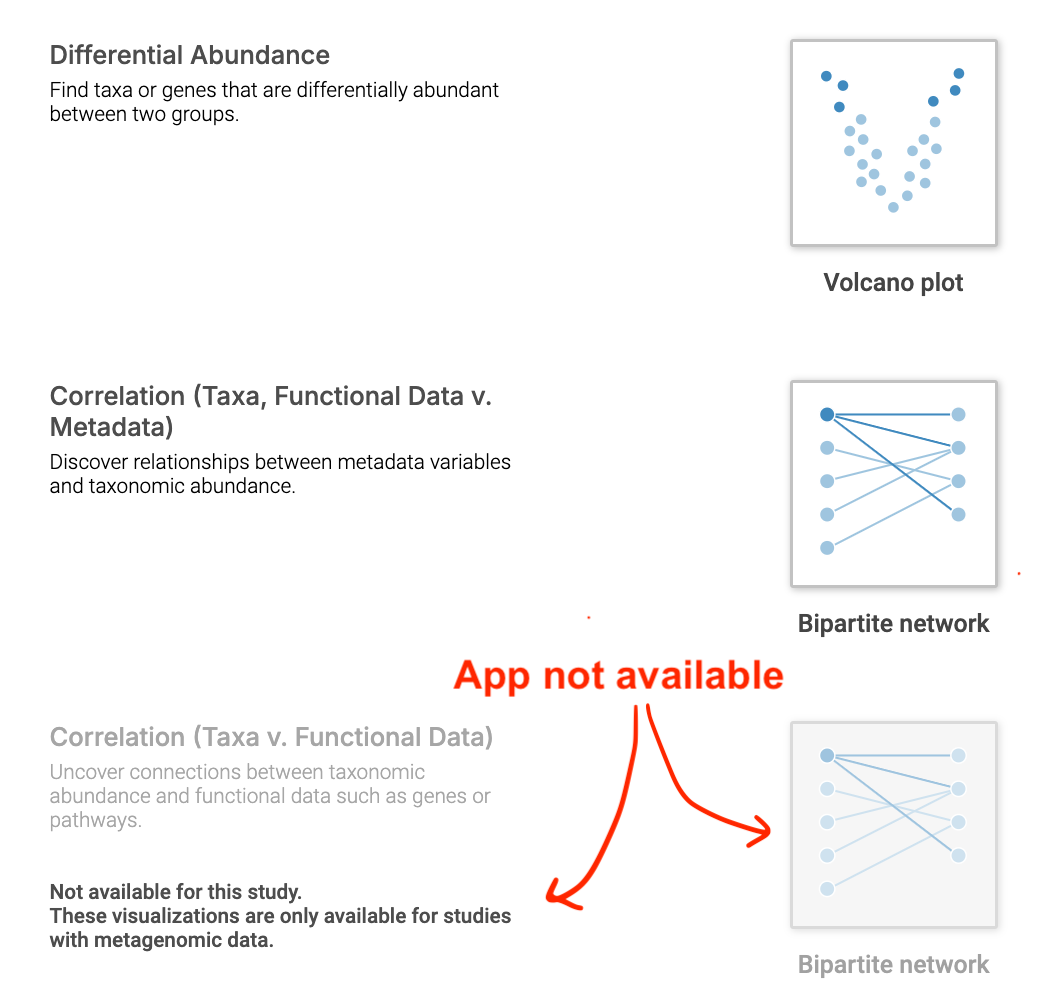 Differential Abundance
Find taxa or genes that are differentially abundant
between two groups.
Volcano plot
Correlation (Taxa, Functional Data v.
Metadata)
Discover relationships between metadata variables
and taxonomic abundance.
Bipartite network
App not available
Correlation (Taxa v. Functional Data)
Uncover connections between taxonomic
abundance and functional data such as genes or
pathways.
Not available for this study.
These visualizations are only available for studies
with metagenomic data.
Bipartite network